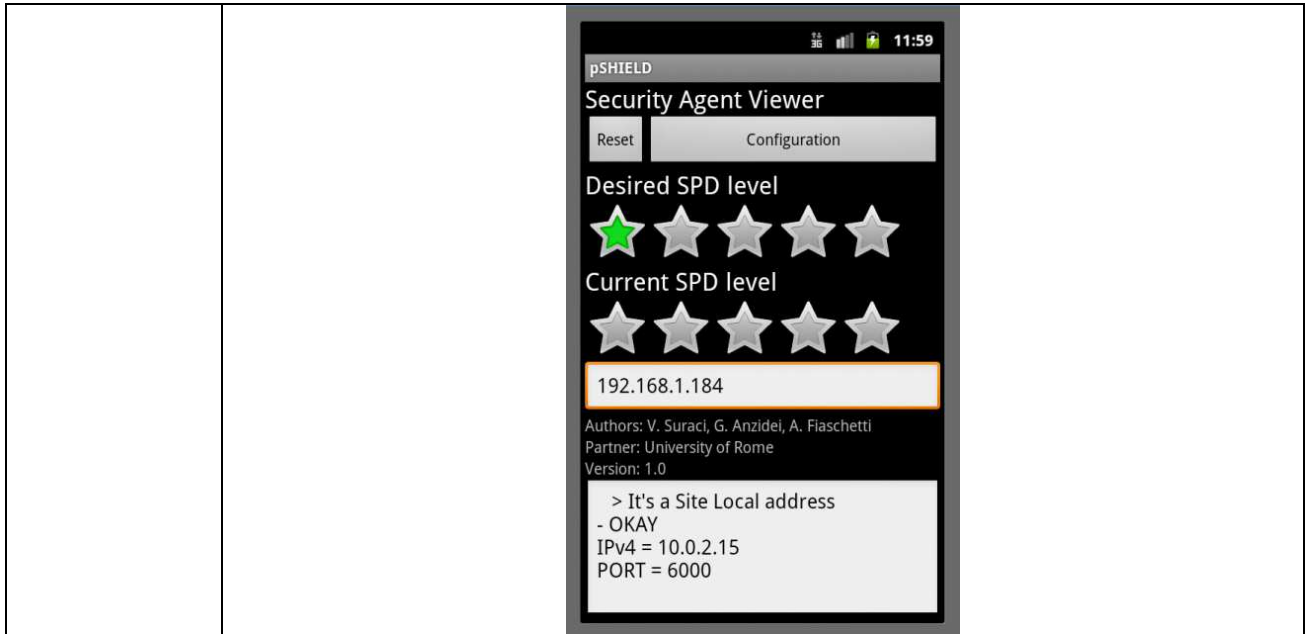 3G 11:59
pSHIELD
Security Agent Viewer
Reset Configuration
Desired SPD level
Current SPD level
192.168.1.184
Authors: V. Suraci, G. Anzidei, A. Fiaschetti
Partner: University of Rome
Version: 1.0
> It's a Site Local address
- OKAY
IPv4 = 10.0.2.15
PORT = 6000